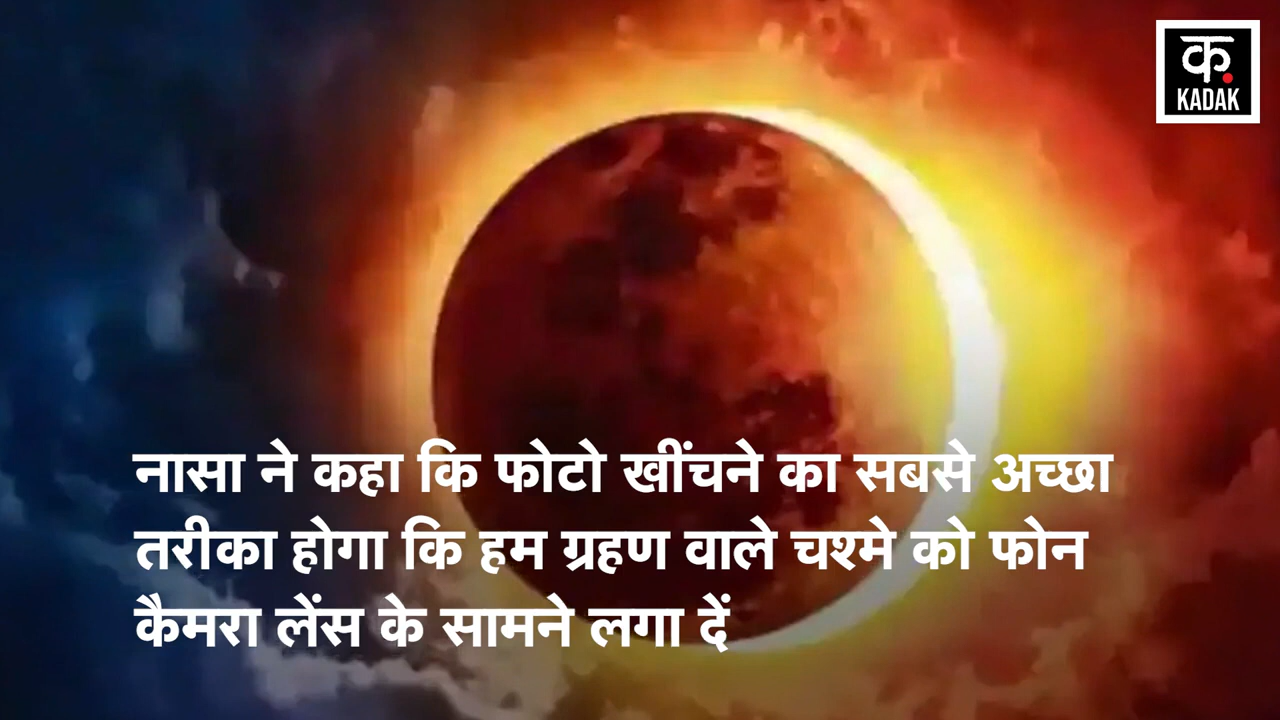 क.
KADAK
नासा ने कहा कि फोटो खींचने का सबसे अच्छा
तरीका होगा कि हम ग्रहण वाले चश्मे को फोन
कैमरा लेंस के सामने लगा दें